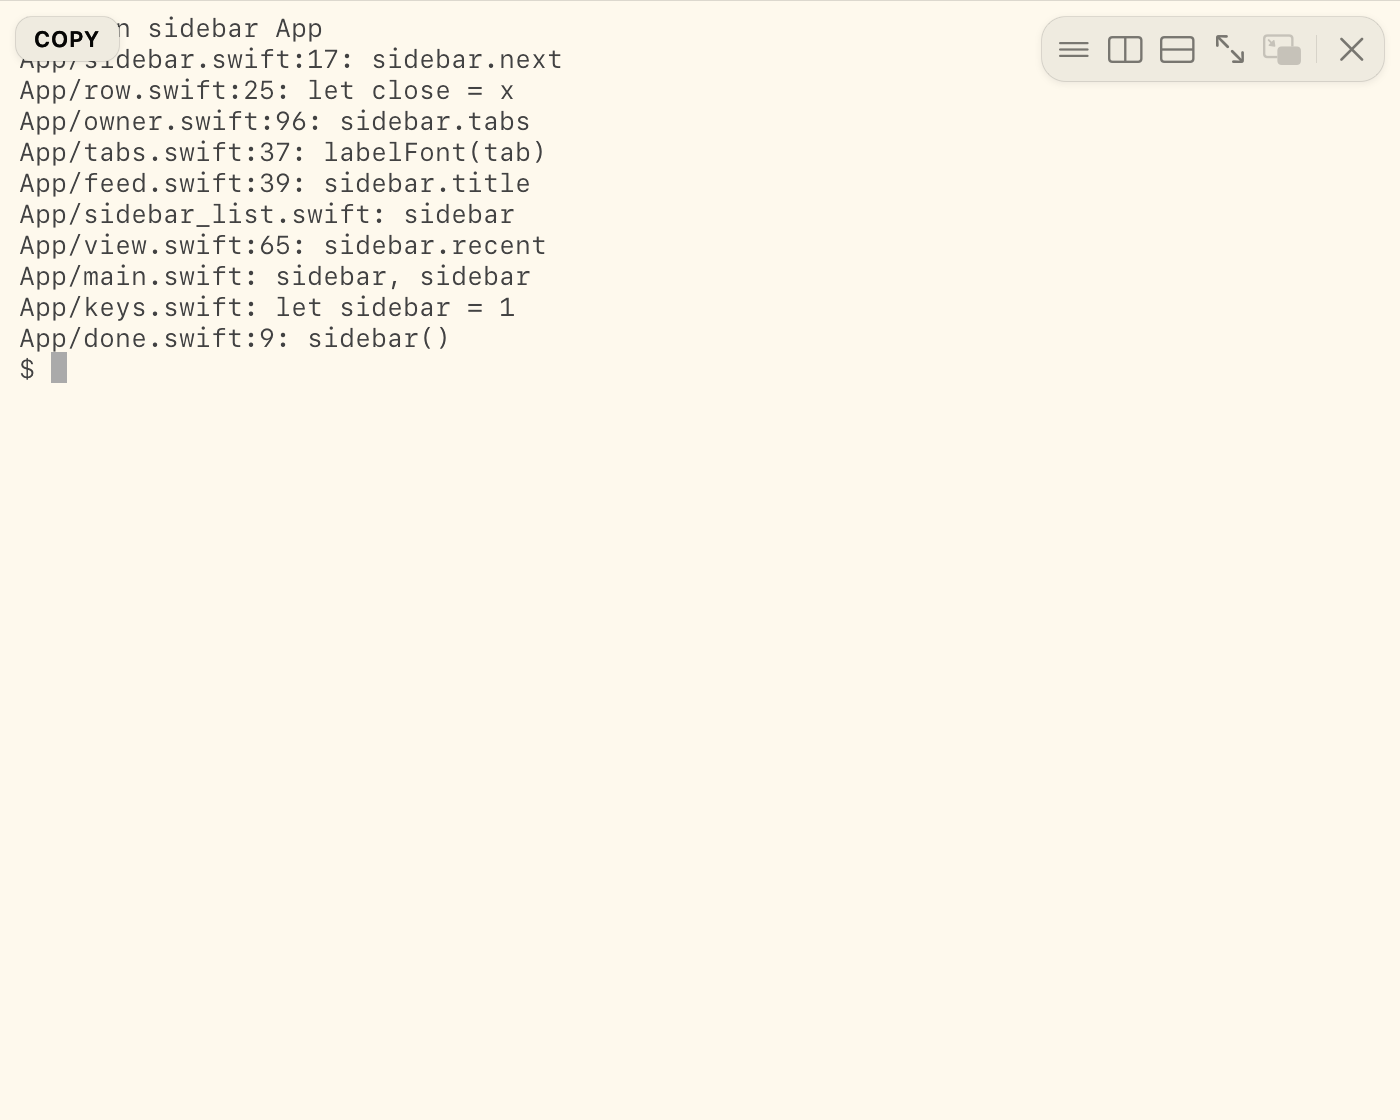 COPY
n sidebar App
App/sidebar.swift:17: sidebar.next
App/row.swift:25: let close = x
App/owner.swift:96: sidebar.tabs
App/tabs.swift:37: labelFont(tab)
App/feed.swift:39: sidebar.title
App/sidebar_list.swift: sidebar
App/view.swift:65: sidebar.recent
App/main.swift: sidebar, sidebar
App/keys.swift: let sidebar = 1
App/done.swift:9: sidebar()
$